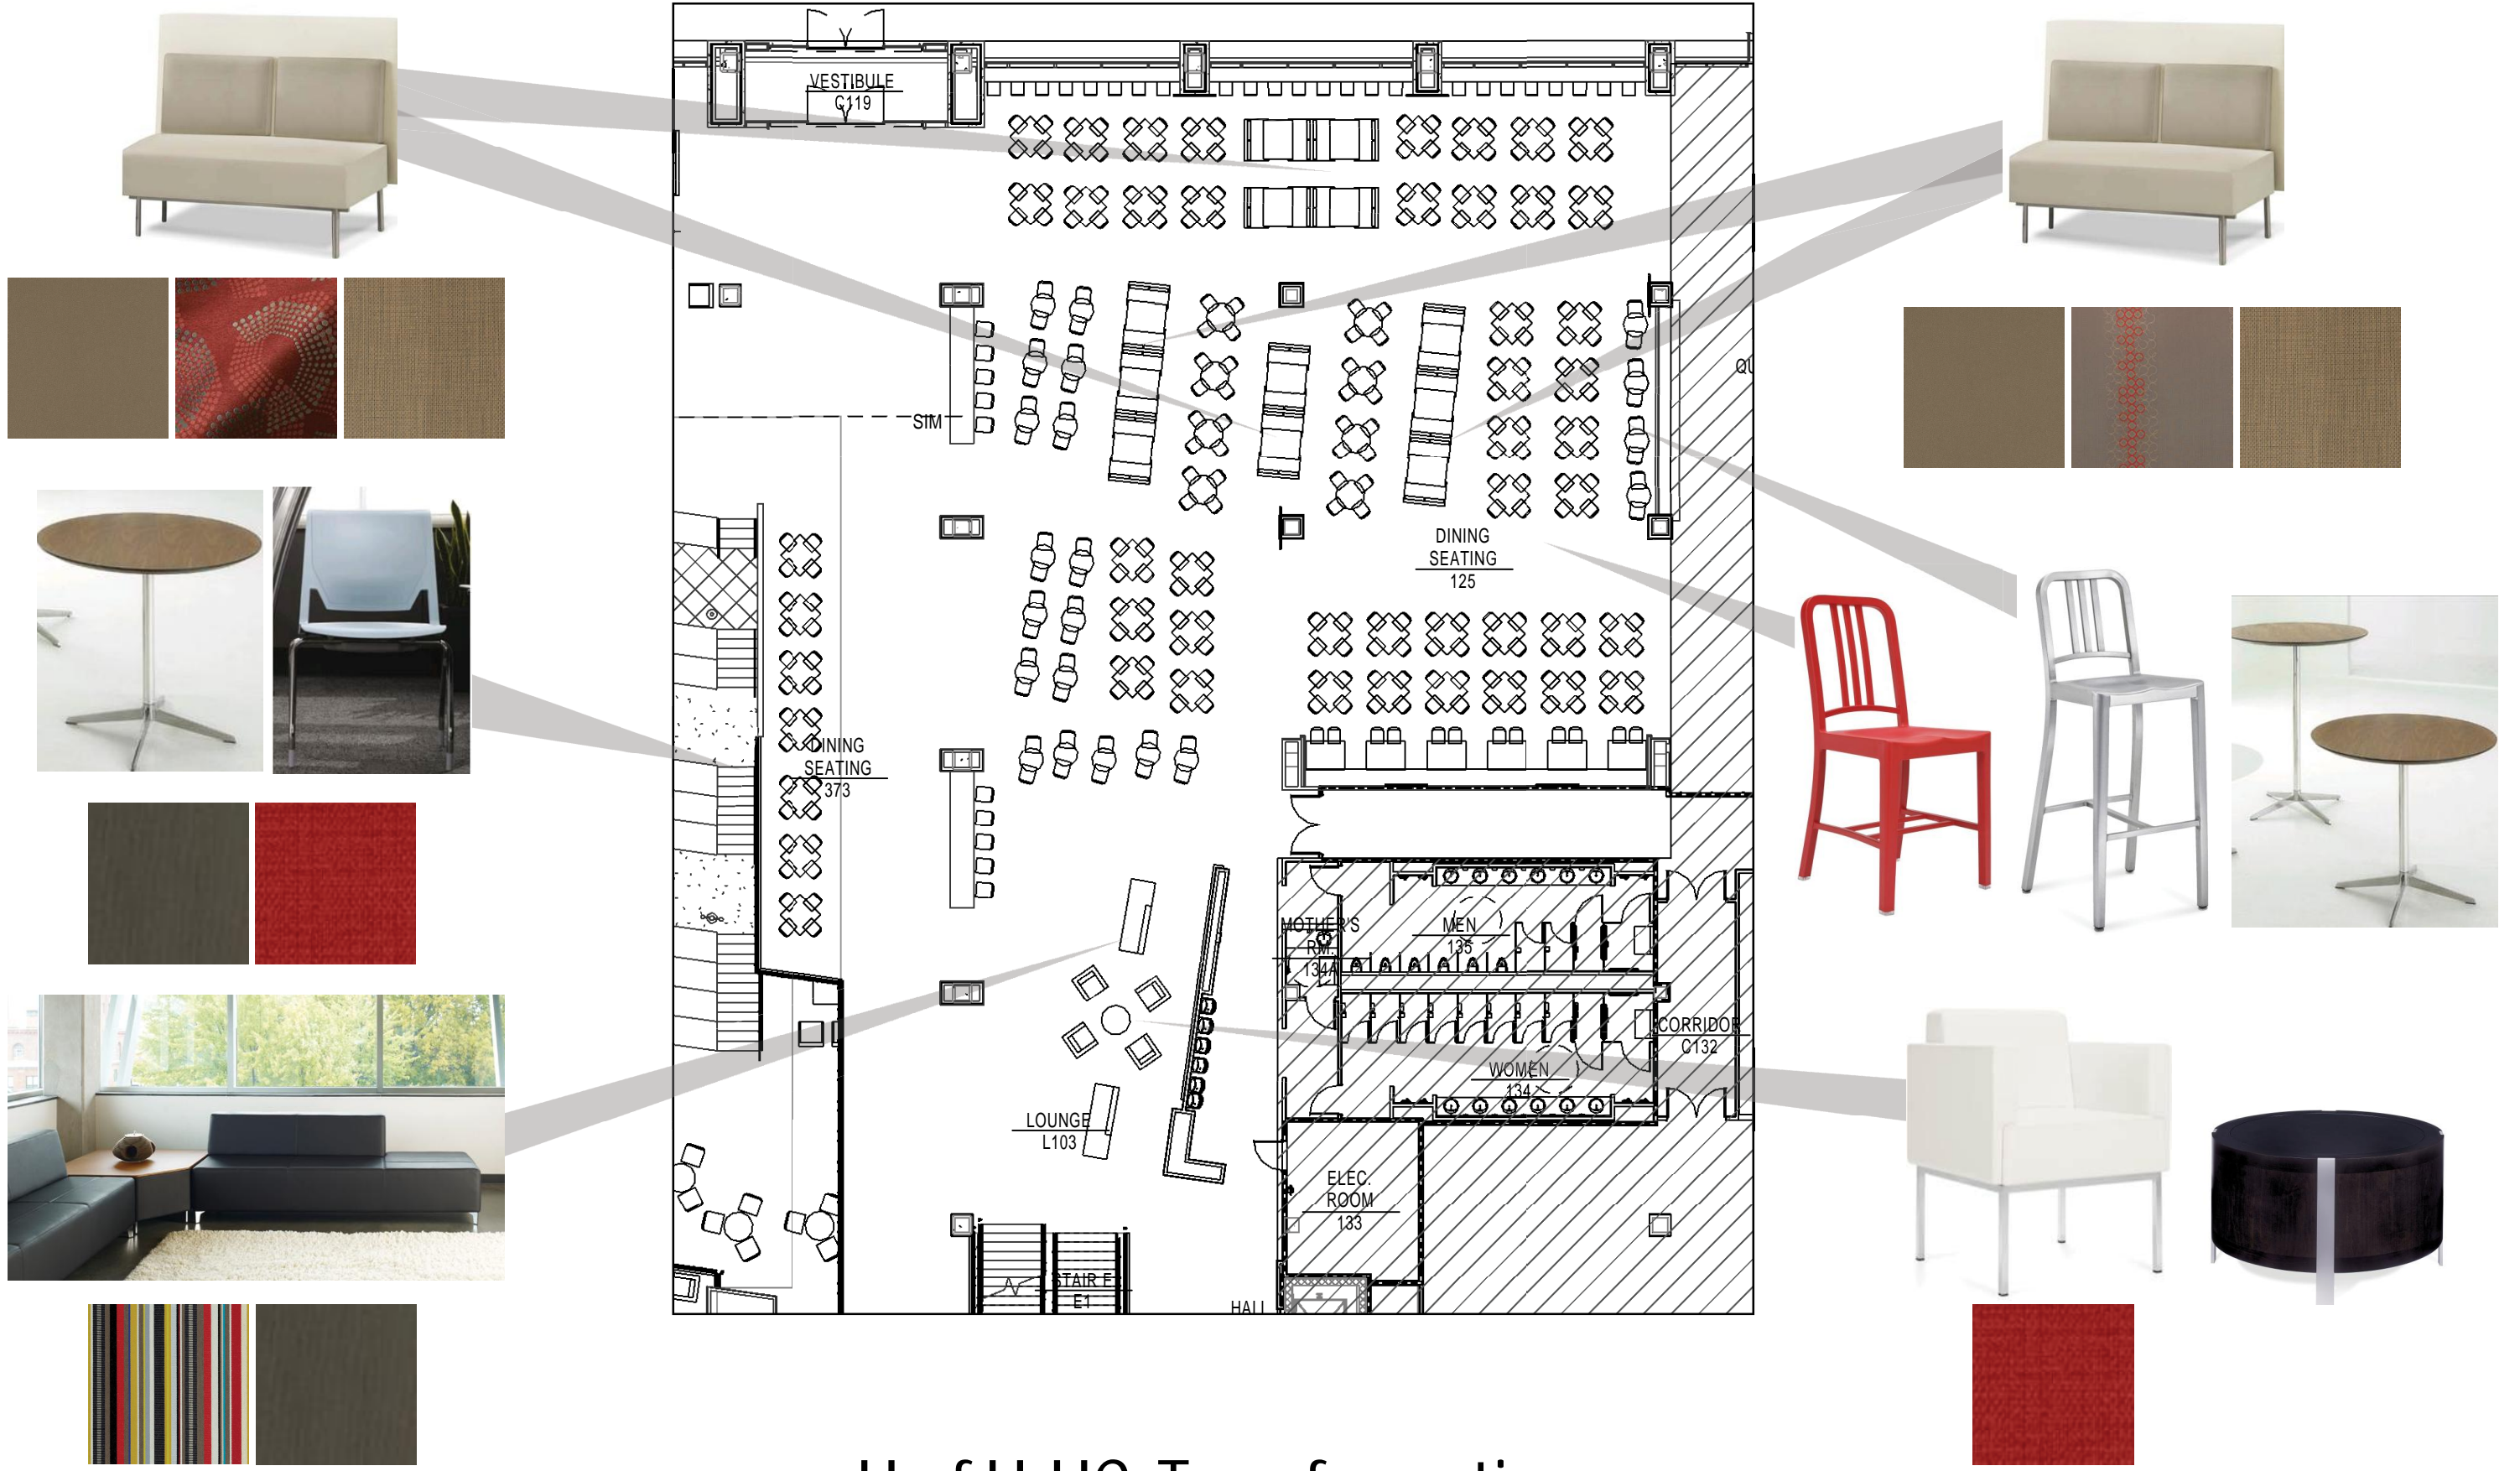 VESTIBULE
C119
SIM
DINING
SEATING
125
DINING
SEATING
373
MOTHER'S
RM.
134A
MEN
135
CORRIDOR
C132
WOMEN
134
LOUNGE
L103
ELEC.
ROOM
133
STAIR E
E1
HALL